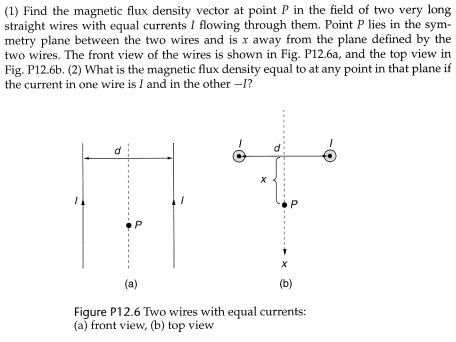 (1) Find the magnetic flux density vector at point P in the field of two very long
straight wires with equal currents I flowing through them. Point P lies in the sym-
metry plane between the two wires and is x away from the plane defined by the
two wires. The front view of the wires is shown in Fig. P12.6a, and the top view in
Fig. P12.6b. (2) What is the magnetic flux density equal to at any point in that plane if
the current in one wire is I and in the other –I?
d
I
I
P
(a)
I
d
I
x
P
x
(b)
Figure P12.6 Two wires with equal currents:
(a) front view, (b) top view